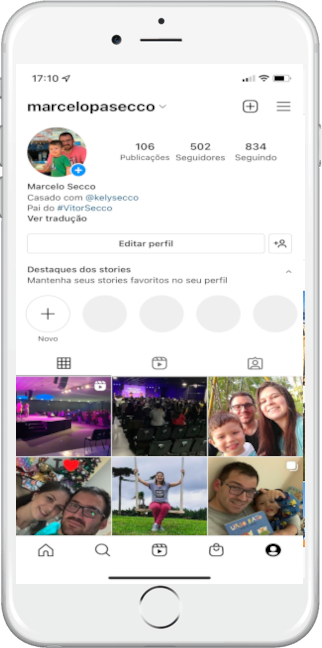 17:10
marcelopasecco
106 502 834
Publicações Seguidores Seguindo
Marcelo Secco
Casado com @kelysecco
Pai do #VitorSecco
Ver tradução
Editar perfil
Destaques dos stories
Mantenha seus stories favoritos no seu perfil
Novo